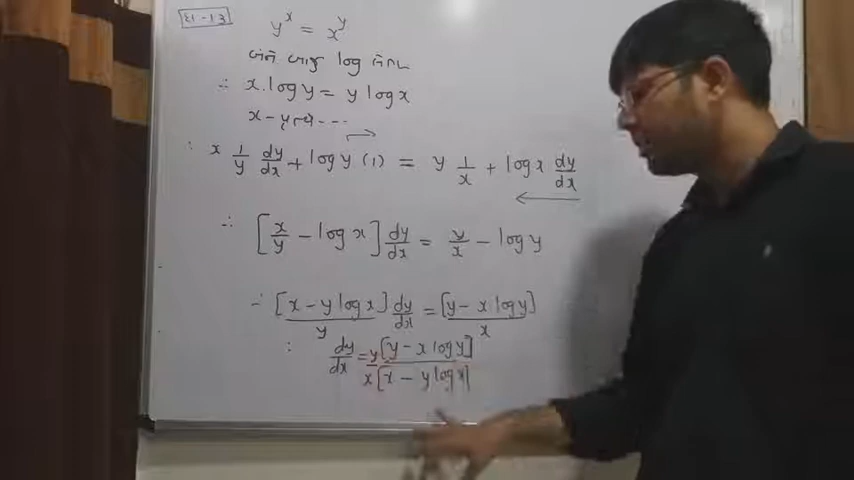 દા-13
y^x = x^y
બંને બાજુ log લેતા
∴ x.log y = y log x
x - પ્રત્યે - - -
∴ x 1/y dy/dx + log y (1) = y 1/x + log x dy/dx
∴ [x/y - log x] dy/dx = y/x - log y
∴ [x - y log x]/y dy/dx = [y - x log y]/x
∴ dy/dx = y[y - x log y]/x[x - y log x]